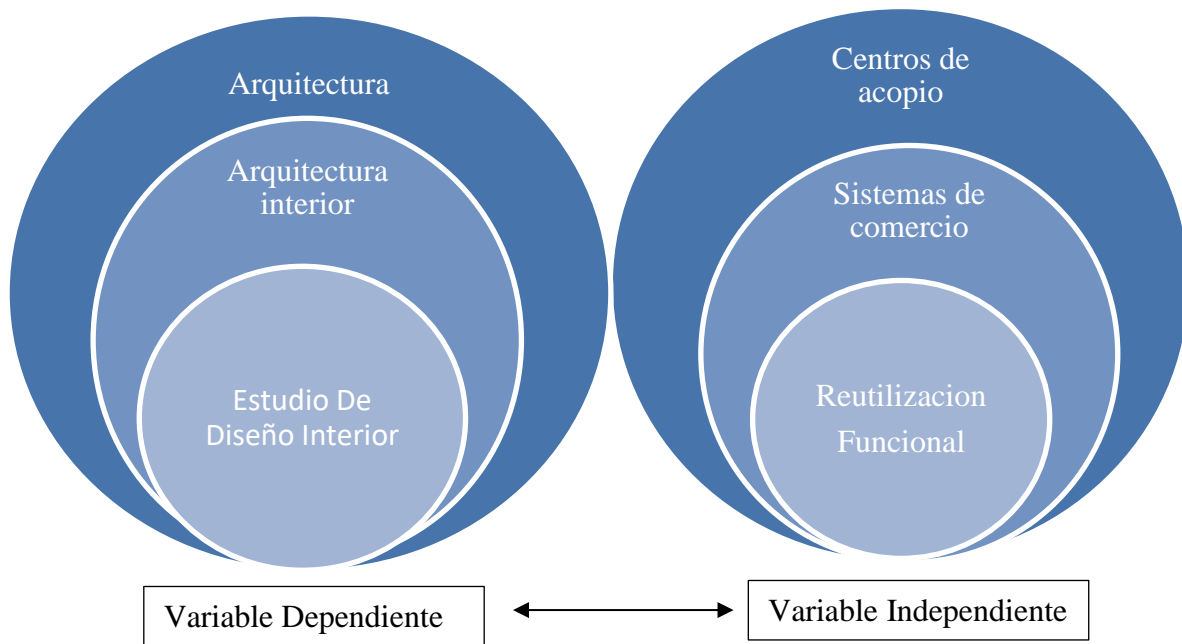 Arquitectura
Arquitectura
interior
Estudio De
Diseño Interior
Centros de
acopio
Sistemas de
comercio
Reutilizacion
Funcional
Variable Dependiente
Variable Independiente